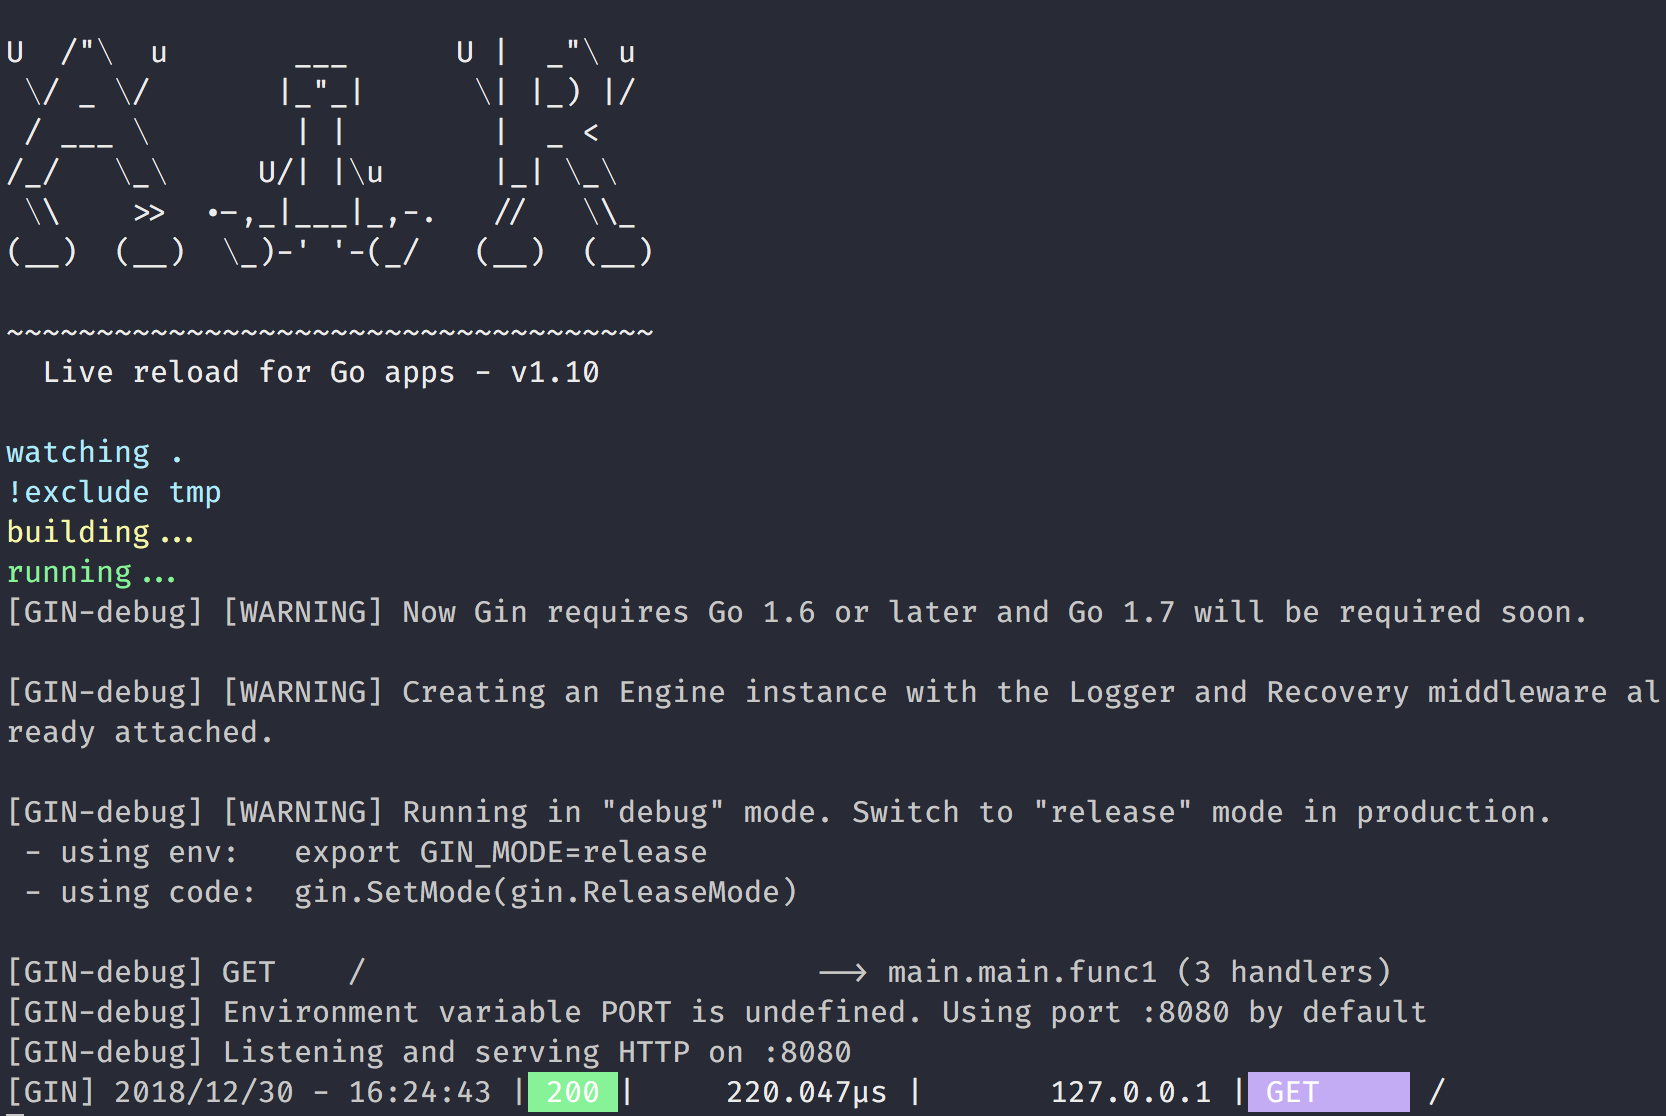 U  /"\  u       ___      U |  _"\ u
 \/ _ \/       |_"_|      \| |_) |/
 / ___ \        | |        |  _ <
/_/   \_\     U/| |\u      |_| \_\
 \\    >>  •-,_|___|_,-.   //   \\_
(__)  (__)  \_)-' '-(_/   (__)  (__)
~~~~~~~~~~~~~~~~~~~~~~~~~~~~~~~~~~~~
  Live reload for Go apps - v1.10
watching .
!exclude tmp
building...
running...
[GIN-debug] [WARNING] Now Gin requires Go 1.6 or later and Go 1.7 will be required soon.
[GIN-debug] [WARNING] Creating an Engine instance with the Logger and Recovery middleware al
ready attached.
[GIN-debug] [WARNING] Running in "debug" mode. Switch to "release" mode in production.
 - using env:   export GIN_MODE=release
 - using code:  gin.SetMode(gin.ReleaseMode)
[GIN-debug] GET    /                         --> main.main.func1 (3 handlers)
[GIN-debug] Environment variable PORT is undefined. Using port :8080 by default
[GIN-debug] Listening and serving HTTP on :8080
[GIN] 2018/12/30 - 16:24:43 | 200 |     220.047µs |       127.0.0.1 | GET      /